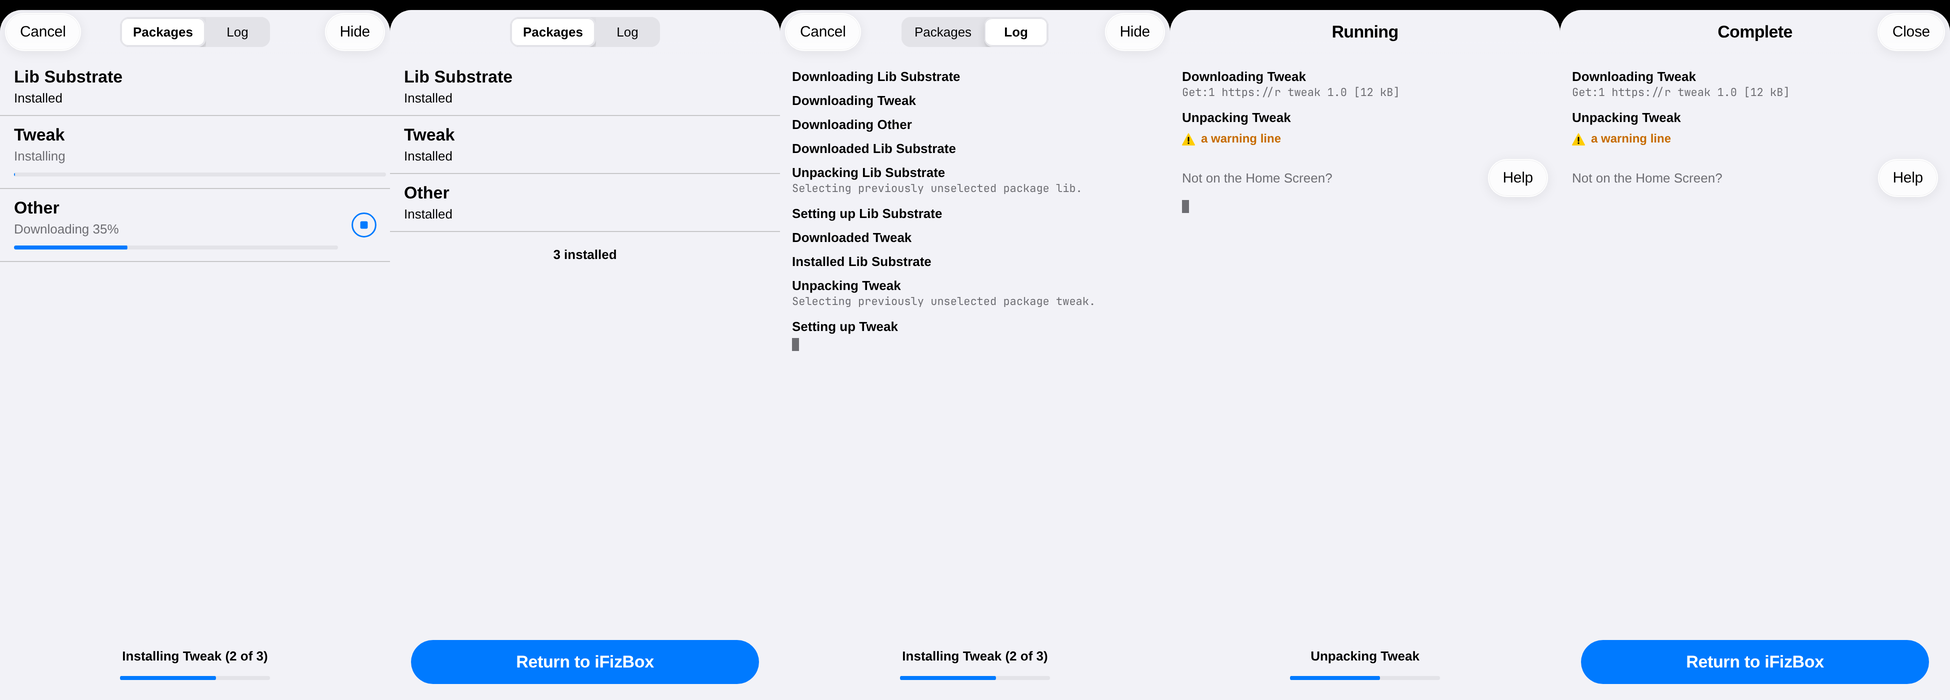 Cancel
Packages
Log
Hide
Lib Substrate
Installed
Tweak
Installing
Other
Downloading 35%
Installing Tweak (2 of 3)
Packages
Log
Lib Substrate
Installed
Tweak
Installed
Other
Installed
3 installed
Return to iFizBox
Cancel
Packages
Log
Hide
Downloading Lib Substrate
Downloading Tweak
Downloading Other
Downloaded Lib Substrate
Unpacking Lib Substrate
Selecting previously unselected package lib.
Setting up Lib Substrate
Downloaded Tweak
Installed Lib Substrate
Unpacking Tweak
Selecting previously unselected package tweak.
Setting up Tweak
Installing Tweak (2 of 3)
Running
Downloading Tweak
Get:1 https://r tweak 1.0 [12 kB]
Unpacking Tweak
a warning line
Not on the Home Screen?
Help
Unpacking Tweak
Complete
Close
Downloading Tweak
Get:1 https://r tweak 1.0 [12 kB]
Unpacking Tweak
a warning line
Not on the Home Screen?
Help
Return to iFizBox